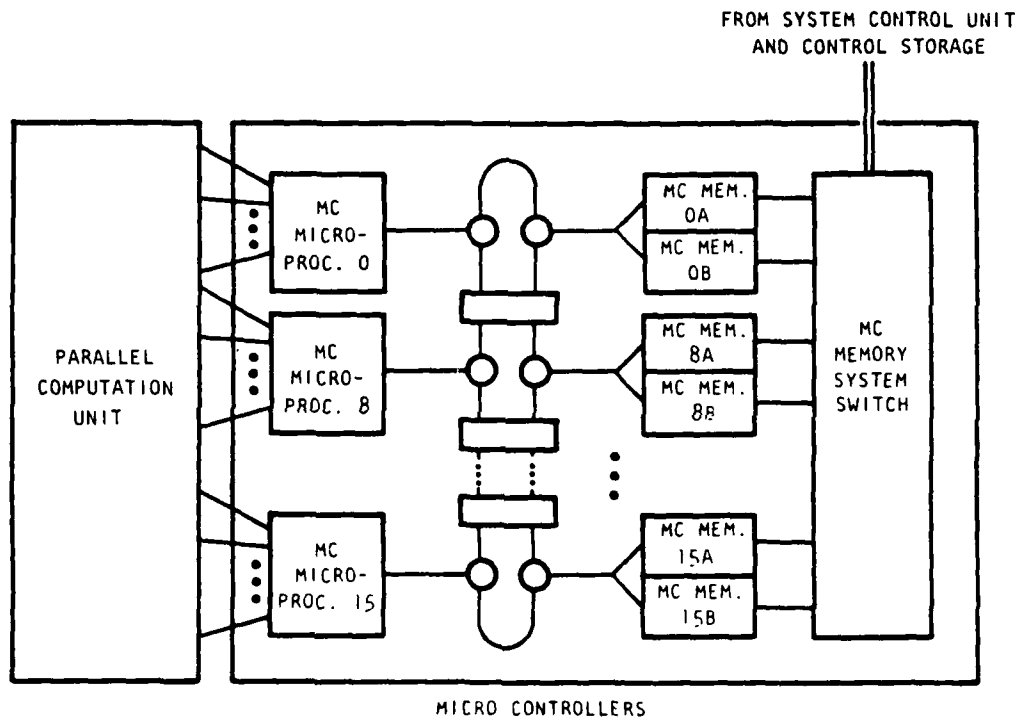 FROM SYSTEM CONTROL UNIT
AND CONTROL STORAGE
PARALLEL
COMPUTATION
UNIT
MC
MICRO-
PROC. 0
MC
MICRO-
PROC. 8
MC
MICRO-
PROC. 15
MC MEM.
0A
MC MEM.
0B
MC MEM.
8A
MC MEM.
8B
MC MEM.
15A
MC MEM.
15B
MC
MEMORY
SYSTEM
SWITCH
MICRO CONTROLLERS